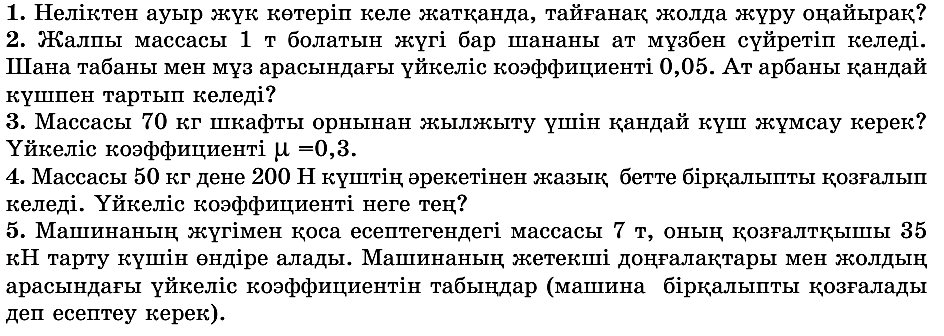 1. Неліктен ауыр жүк көтеріп келе жатқанда, тайғанақ жолда жүру оңайырақ?
2. Жалпы массасы 1 т болатын жүгі бар шананы ат мұзбен сүйретіп келеді.
Шана табаны мен мұз арасындағы үйкеліс коэффициенті 0,05. Ат арбаны қандай
күшпен тартып келеді?
3. Массасы 70 кг шкафты орнынан жылжыту үшін қандай күш жұмсау керек?
Үйкеліс коэффициенті μ =0,3.
4. Массасы 50 кг дене 200 Н күштің әрекетінен жазық бетте бірқалыпты қозғалып
келеді. Үйкеліс коэффициенті неге тең?
5. Машинаның жүгімен қоса есептегендегі массасы 7 т, оның қозғалтқышы 35
кН тарту күшін өндіре алады. Машинаның жетекші доңғалақтары мен жолдың
арасындағы үйкеліс коэффициентін табыңдар (машина бірқалыпты қозғалады
деп есептеу керек).